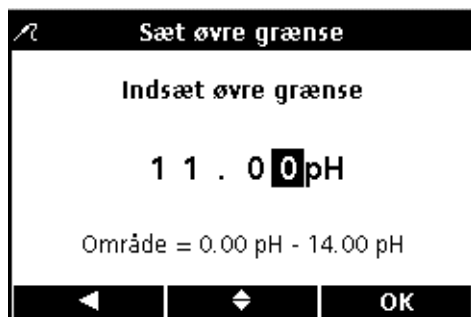 Sæt øvre grænse
Indsæt øvre grænse
11.00pH
Område = 0.00 pH - 14.00 pH
OK